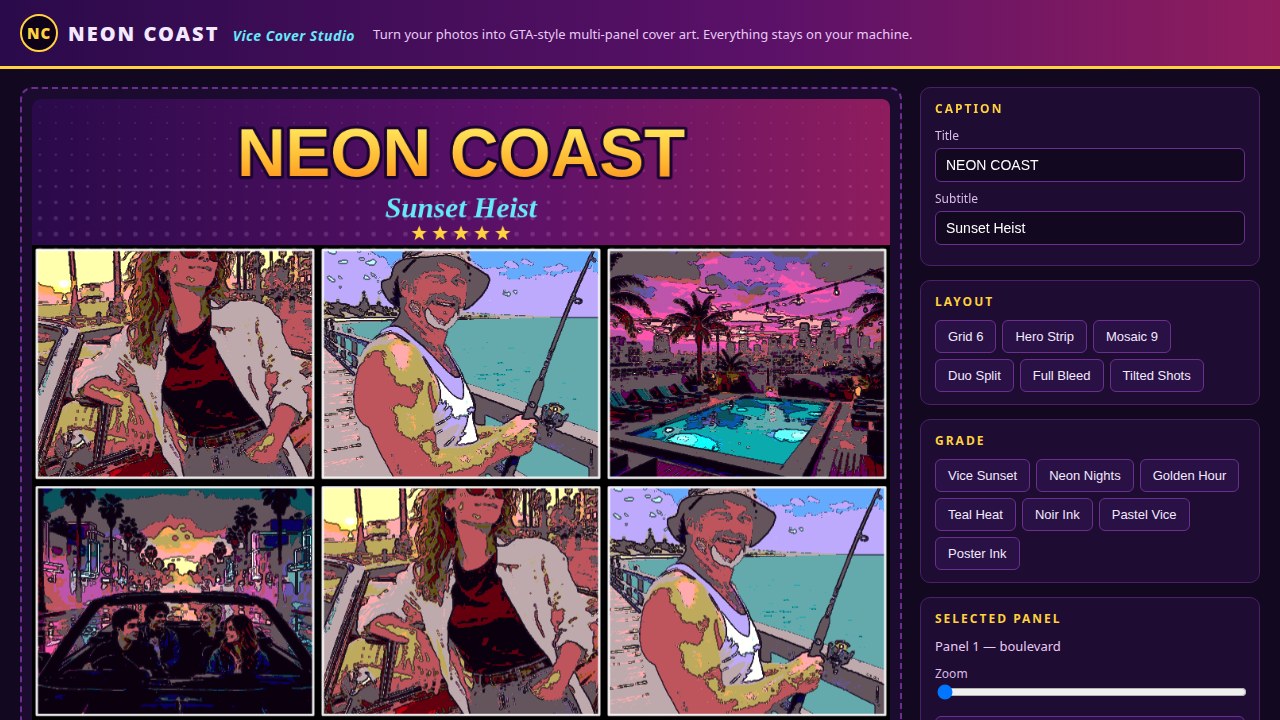 NC NEON COAST Vice Cover Studio Turn your photos into GTA-style multi-panel cover art. Everything stays on your machine.
NEON COAST
Sunset Heist
CAPTION
Title
NEON COAST
Subtitle
Sunset Heist
LAYOUT
Grid 6 Hero Strip Mosaic 9
Duo Split Full Bleed Tilted Shots
GRADE
Vice Sunset Neon Nights Golden Hour
Teal Heat Noir Ink Pastel Vice
Poster Ink
SELECTED PANEL
Panel 1 — boulevard
Zoom